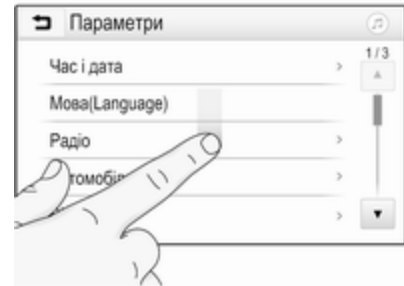 Параметри
1/3
Час і дата
Мова(Language)
Радіо